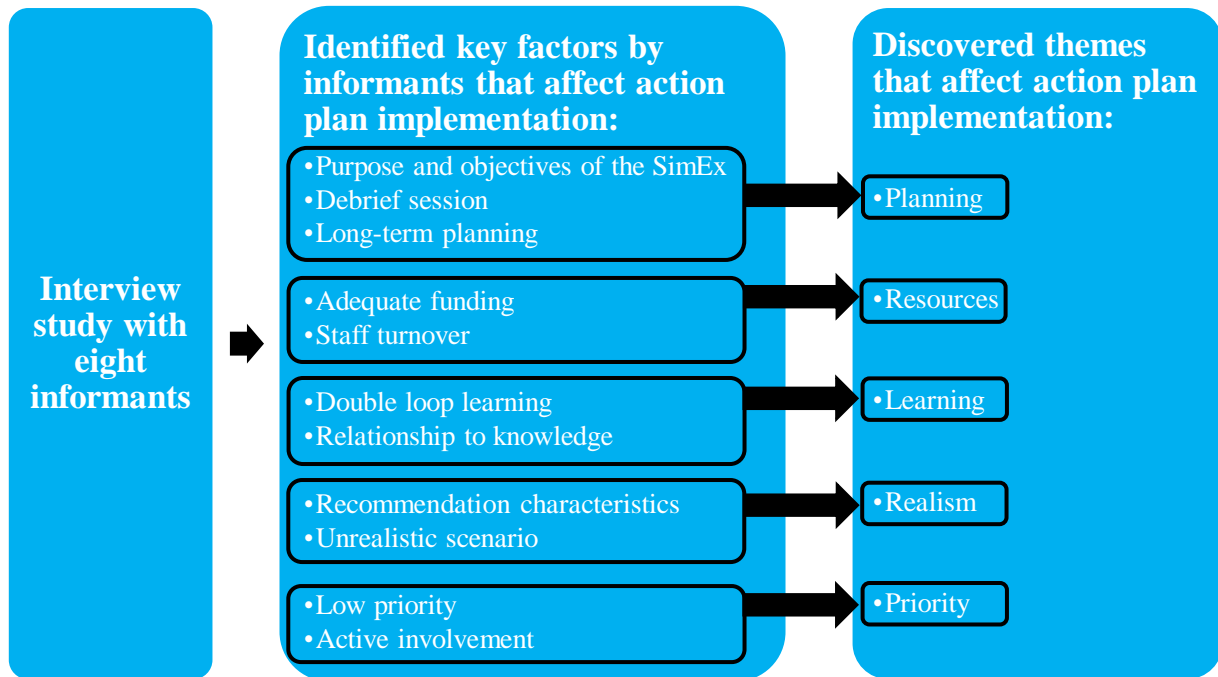 Interview
study with
eight
informants
Identified key factors by
informants that affect action
plan implementation:
•Purpose and objectives of the SimEx
•Debrief session
•Long-term planning
•Adequate funding
•Staff turnover
•Double loop learning
•Relationship to knowledge
•Recommendation characteristics
•Unrealistic scenario
•Low priority
•Active involvement
Discovered themes
that affect action plan
implementation:
•Planning
•Resources
•Learning
•Realism
•Priority